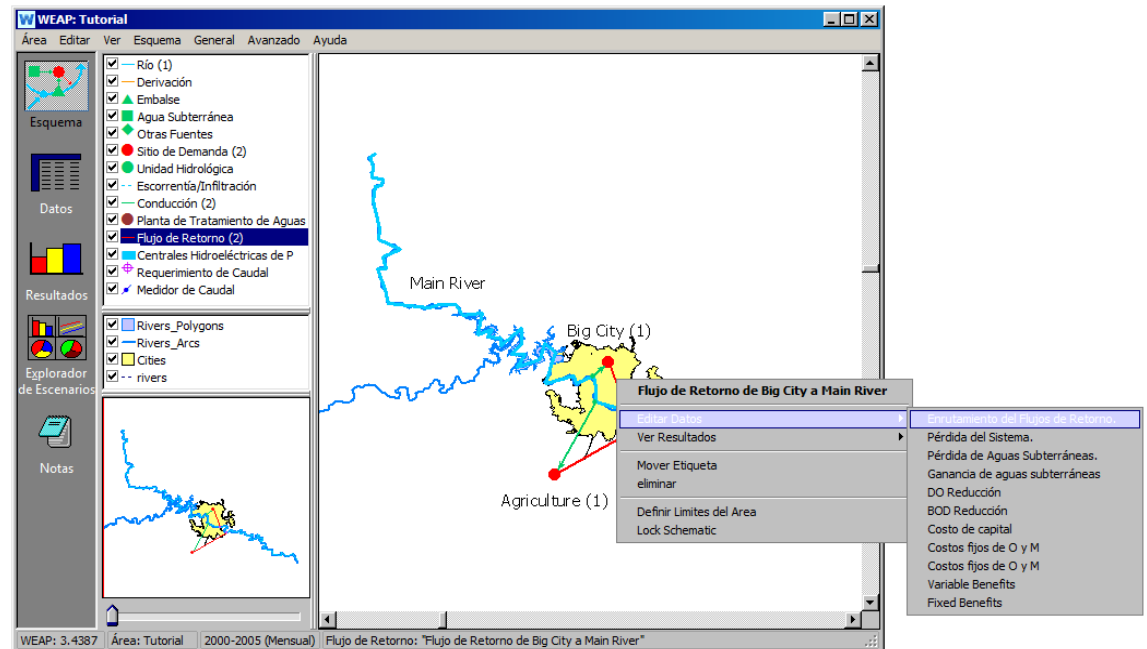 WEAP: Tutorial
Área Editar Ver Esquema General Avanzado Ayuda
Esquema
Datos
Resultados
Explorador
de Escenarios
Notas
Río (1)
Derivación
Embalse
Agua Subterránea
Otras Fuentes
Sitio de Demanda (2)
Unidad Hidrológica
Escorrentía/Infiltración
Conducción (2)
Planta de Tratamiento de Aguas
Flujo de Retorno (2)
Centrales Hidroeléctricas de P
Requerimiento de Caudal
Medidor de Caudal
Rivers_Polygons
Rivers_Arcs
Cities
rivers
Main River
Big City (1)
Agriculture (1)
Flujo de Retorno de Big City a Main River
Editar Datos
Ver Resultados
Mover Etiqueta
eliminar
Definir Limites del Area
Lock Schematic
Enrutamiento del Flujos de Retorno.
Pérdida del Sistema.
Pérdida de Aguas Subterráneas.
Ganancia de aguas subterráneas
DO Reducción
BOD Reducción
Costo de capital
Costos fijos de O y M
Costos fijos de O y M
Variable Benefits
Fixed Benefits
WEAP: 3.4387 Área: Tutorial 2000-2005 (Mensual) Flujo de Retorno: "Flujo de Retorno de Big City a Main River"